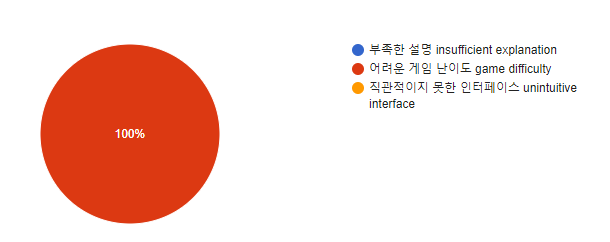 100%
부족한 설명 insufficient explanation
어려운 게임 난이도 game difficulty
직관적이지 못한 인터페이스 unintuitive
interface